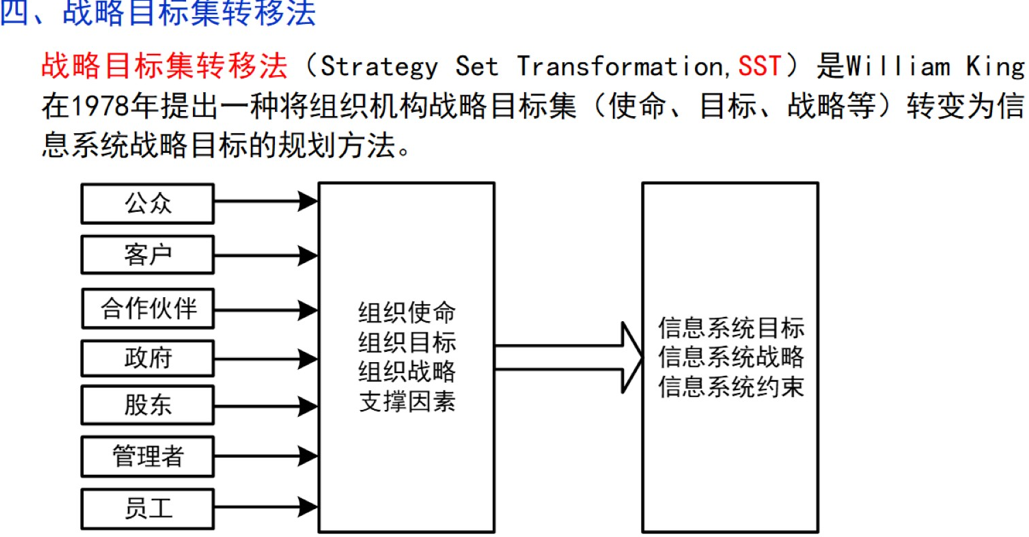 四、战略目标集转移法
战略目标集转移法（Strategy Set Transformation,SST）是William King
在1978年提出一种将组织机构战略目标集（使命、目标、战略等）转变为信
息系统战略目标的规划方法。
公众
客户
合作伙伴
政府
股东
管理者
员工
组织使命
组织目标
组织战略
支撑因素
信息系统目标
信息系统战略
信息系统约束